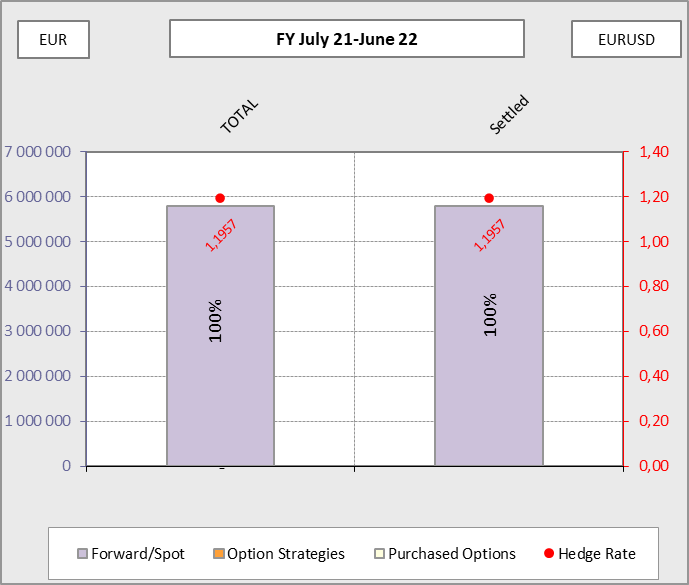 EUR
FY July 21-June 22
EURUSD
TOTAL
Settled
7 000 000
6 000 000
5 000 000
4 000 000
3 000 000
2 000 000
1 000 000
0
1,1957
100%
1,1957
100%
1,40
1,20
1,00
0,80
0,60
0,40
0,20
0,00
Forward/Spot
Option Strategies
Purchased Options
Hedge Rate